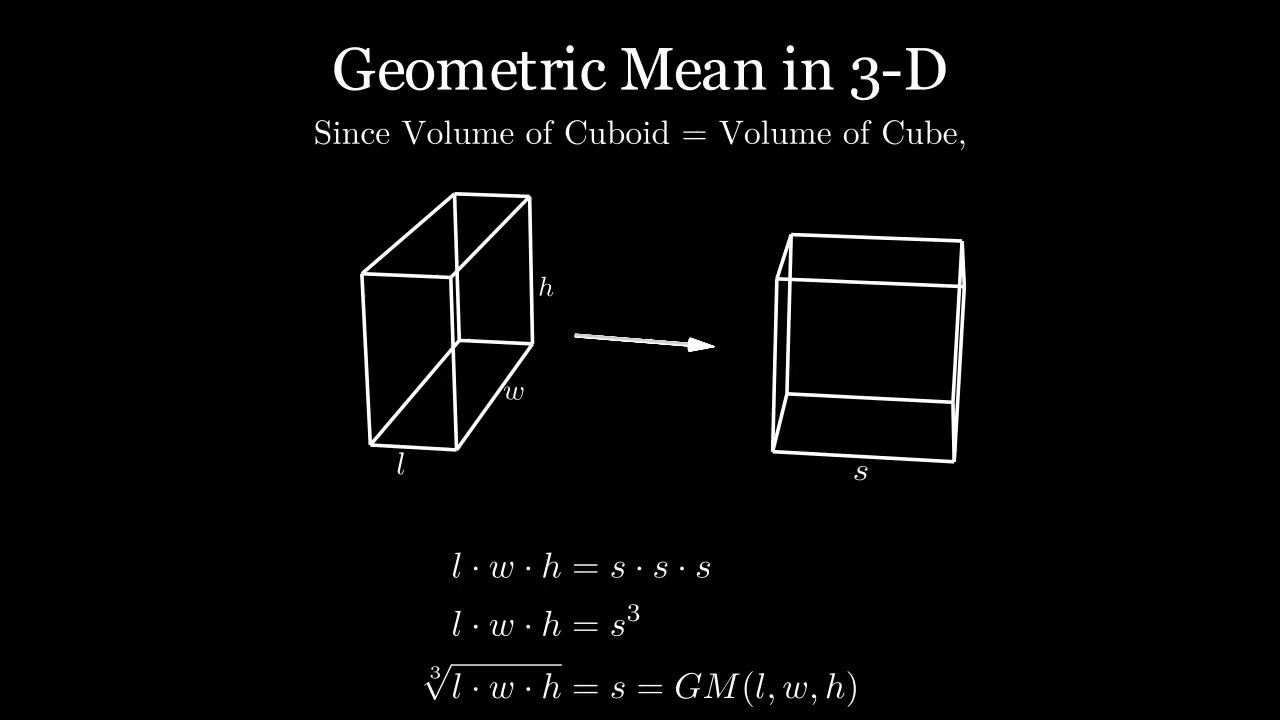 Geometric Mean in 3-D
Since Volume of Cuboid = Volume of Cube,
h
w
l
s
l · w · h = s · s · s
l · w · h = s³
∛(l · w · h) = s = GM(l, w, h)